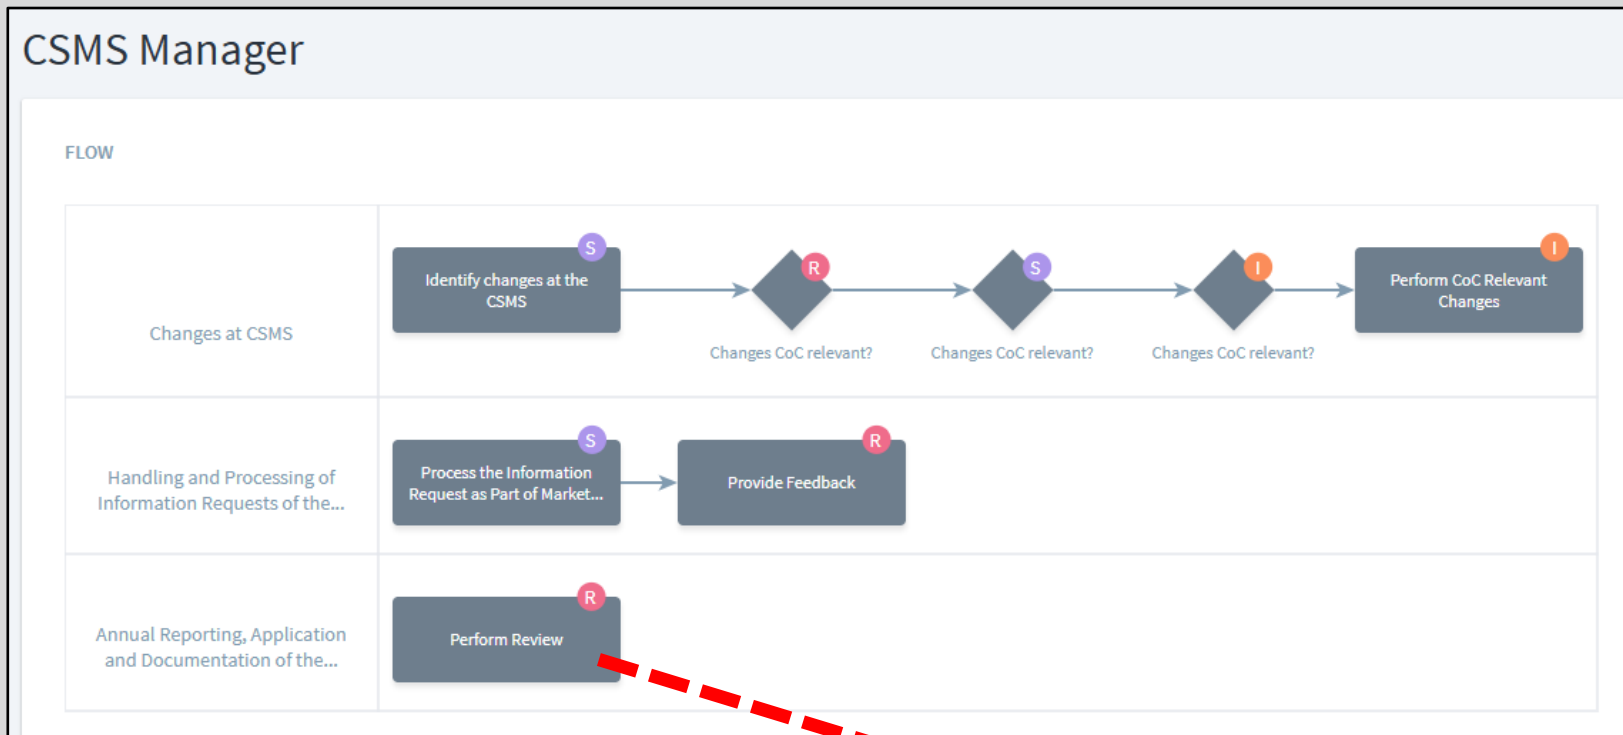 CSMS Manager
FLOW
S
R
S
I
I
Identify changes at the
CSMS
Perform CoC Relevant
Changes
Changes at CSMS
Changes CoC relevant?
Changes CoC relevant?
Changes CoC relevant?
S
R
Handling and Processing of
Information Requests of the...
Process the Information
Request as Part of Market...
Provide Feedback
R
Annual Reporting, Application
and Documentation of the...
Perform Review